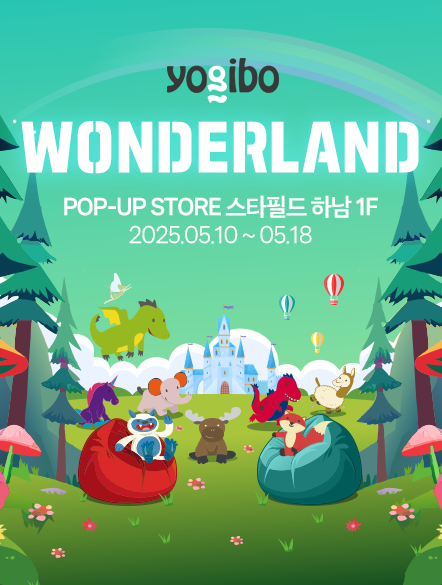 yogibo
WONDERLAND
POP-UP STORE 스타필드 하남 1F
2025.05.10 ~ 05.18